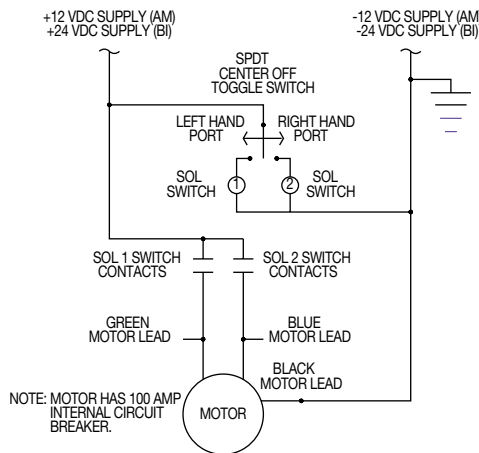 +12 VDC SUPPLY (AM)
+24 VDC SUPPLY (BI)
-12 VDC SUPPLY (AM
-24 VDC SUPPLY (BI)
SPDT
CENTER OFF
TOGGLE SWITCH
LEFT HAND
PORT
RIGHT HAND
PORT
SOL
SWITCH
1
2
SOL
SWITCH
SOL 1 SWITCH
CONTACTS
SOL 2 SWITCH
CONTACTS
GREEN
MOTOR LEAD
BLUE
MOTOR LEAD
BLACK
MOTOR LEAD
NOTE: MOTOR HAS 100 AMP
INTERNAL CIRCUIT
BREAKER.
MOTOR